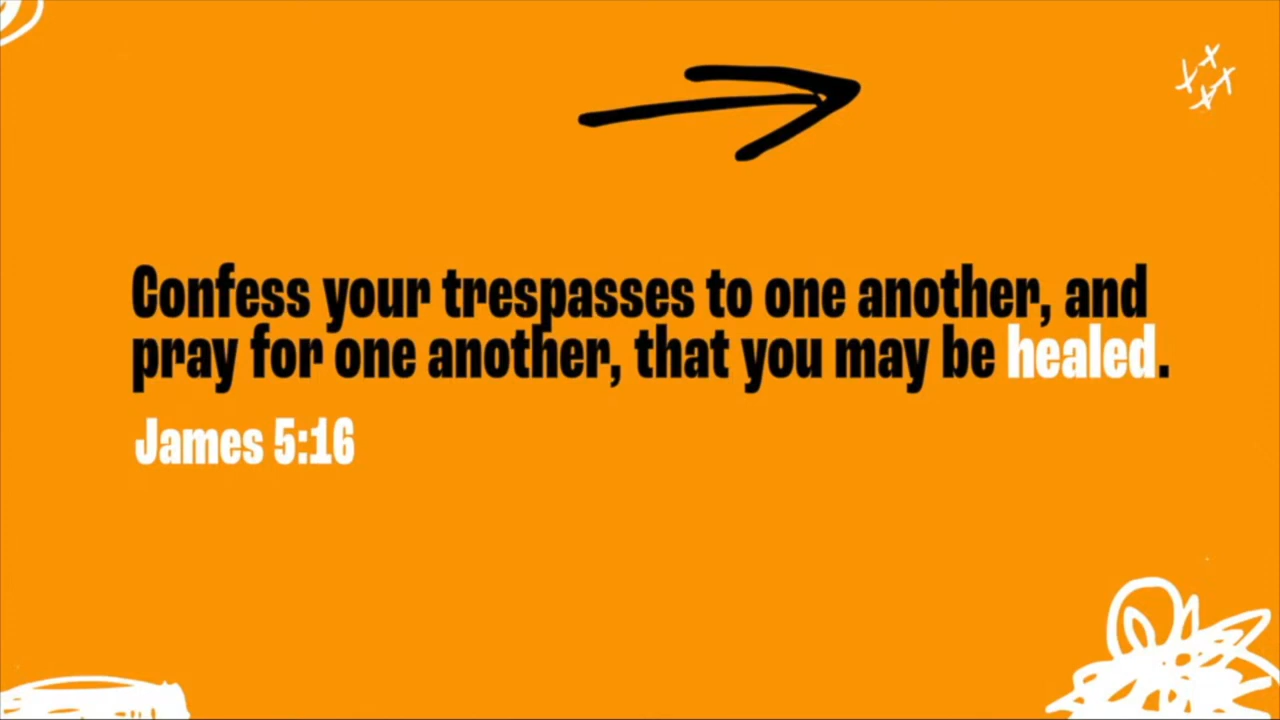 Confess your trespasses to one another, and
pray for one another, that you may be healed.
James 5:16